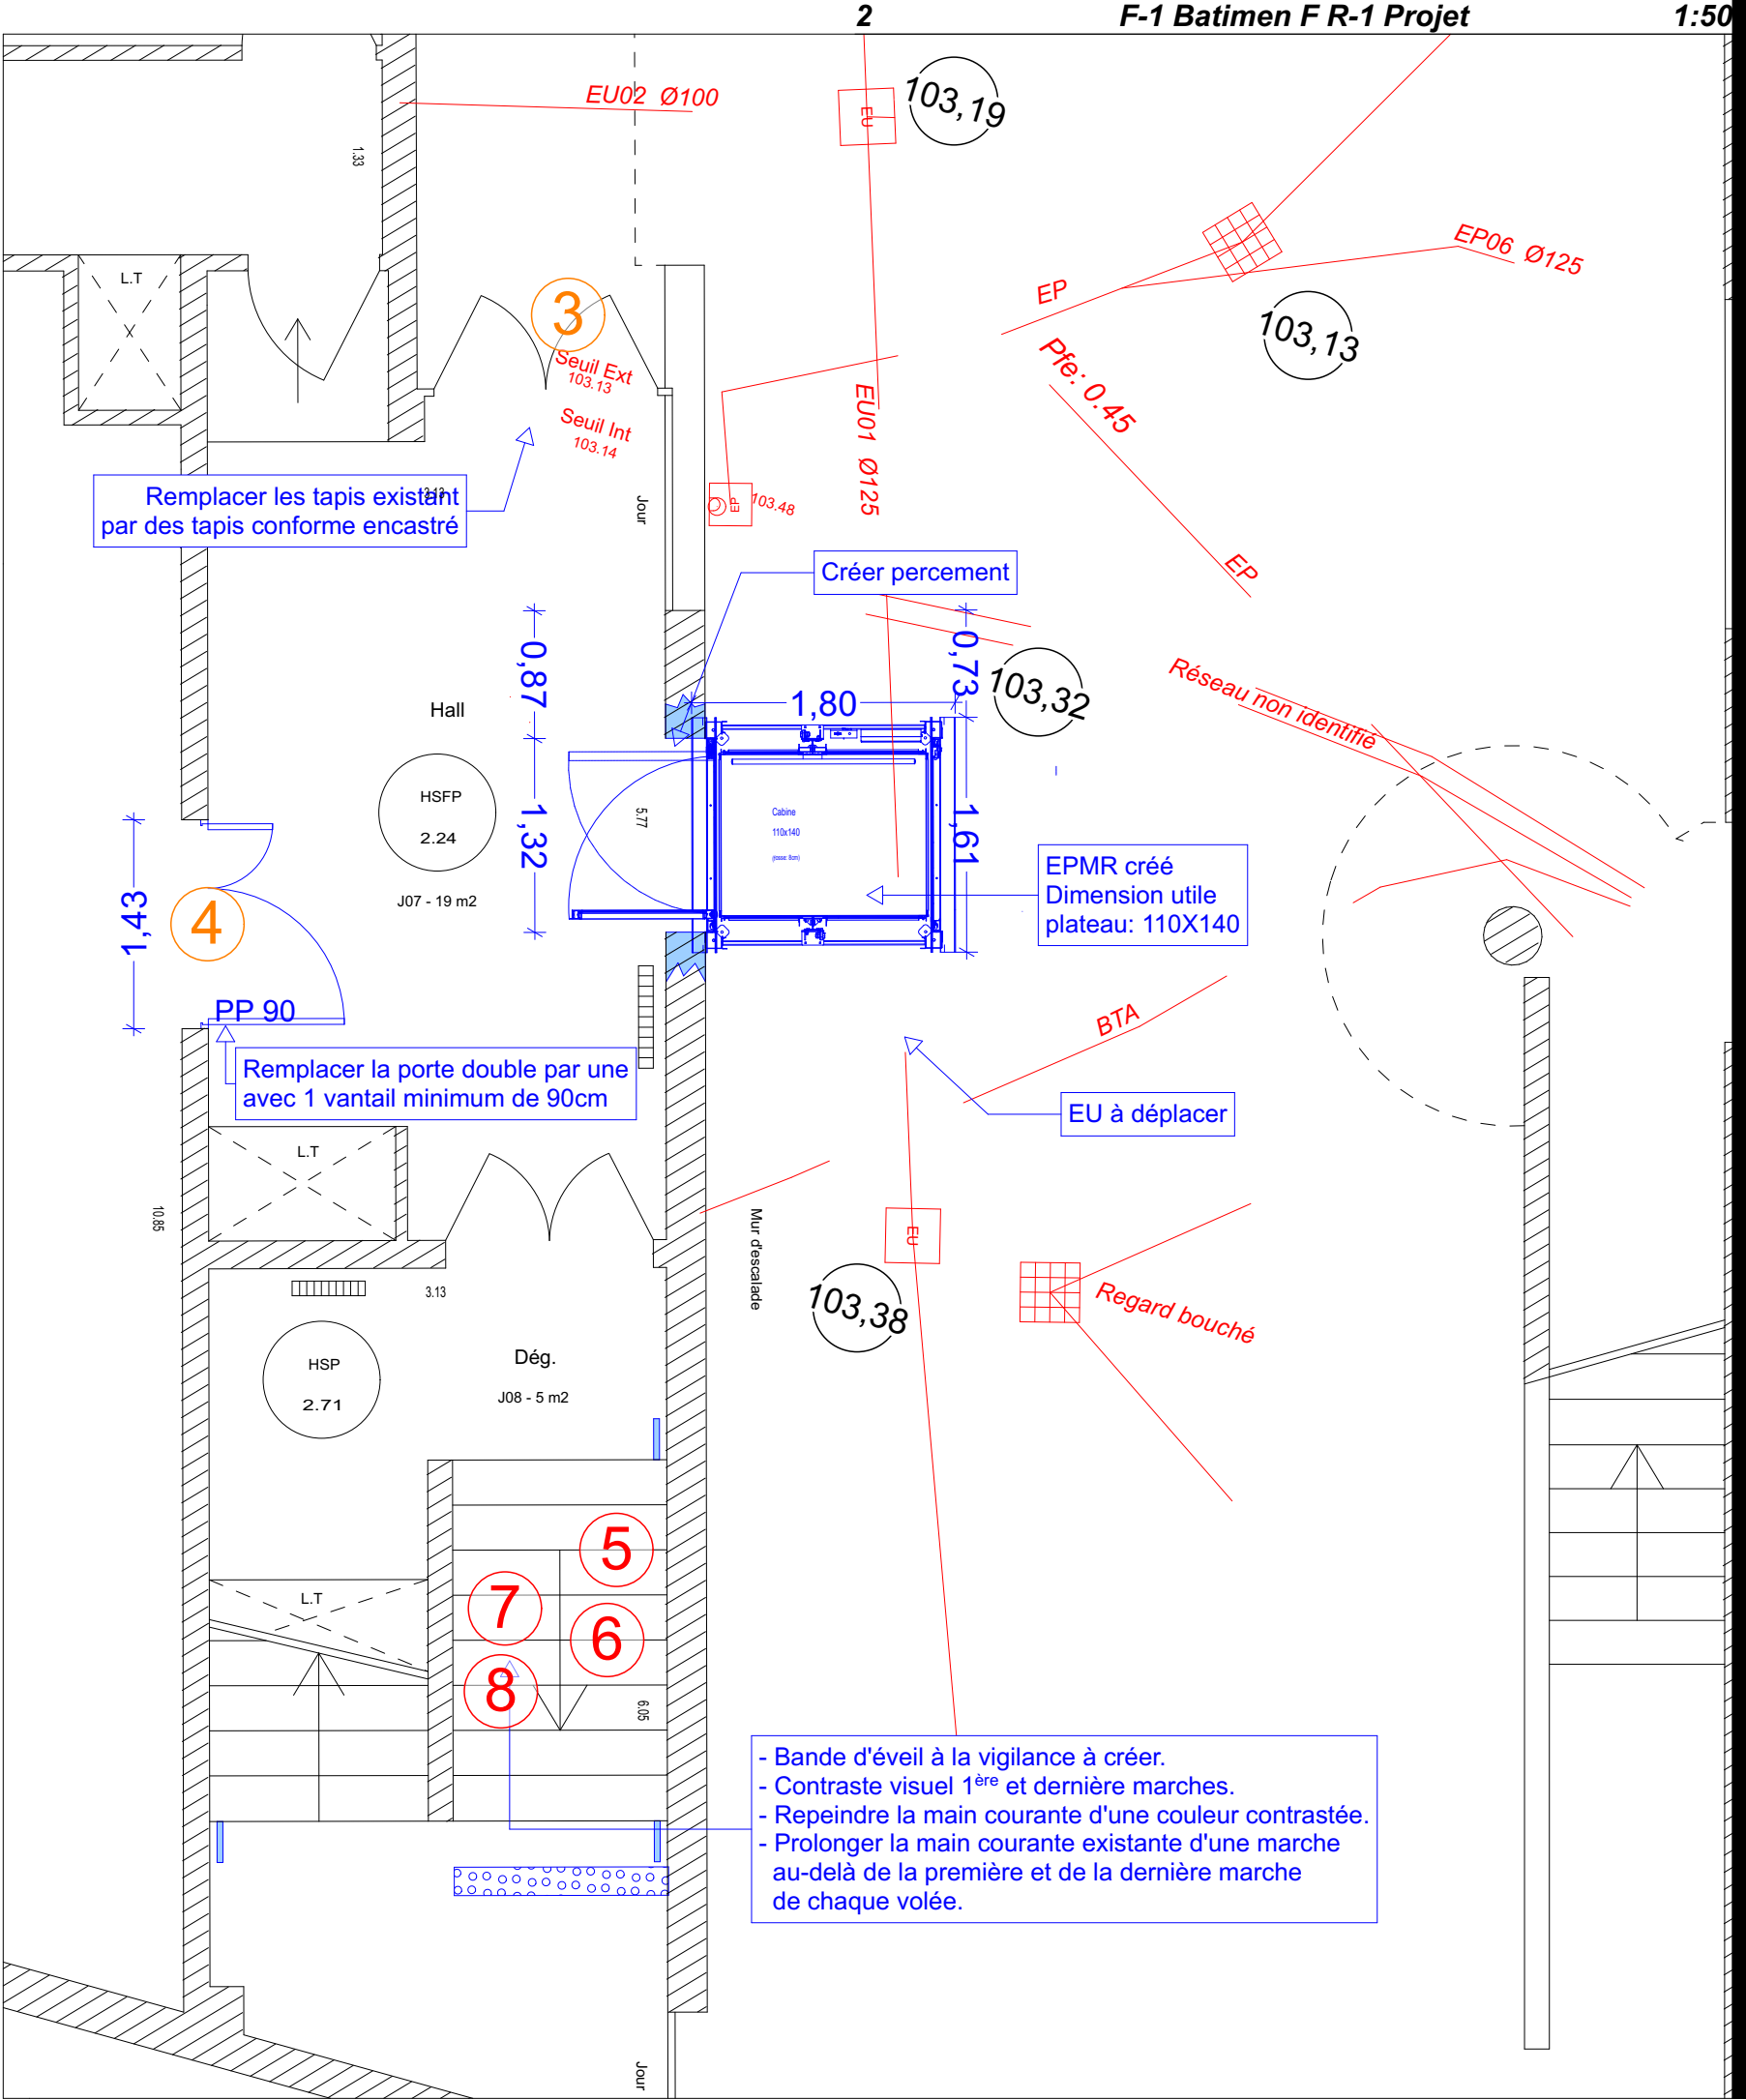 2 F-1 Batimen F R-1 Projet 1:50
EU02 Ø100
EU
103,19
1.33
L.T
EP06 Ø125
EP
103,13
3
Seuil Ext
103.13
Seuil Int
103.14
Pfe: 0.45
EU01 Ø125
Remplacer les tapis existant
par des tapis conforme encastré
3.13
Jour
EP
103.48
EP
Créer percement
0,87
0,73
1,80
103,32
Réseau non identifié
Hall
HSFP
2.24
J07 - 19 m2
1,32
5.77
Cabine
110x140
(fosse: 8cm)
1,61
EPMR créé
Dimension utile
plateau: 110X140
1,43
4
PP 90
Remplacer la porte double par une
avec 1 vantail minimum de 90cm
BTA
EU à déplacer
L.T
10.85
Mur d'escalade
EU
103,38
Regard bouché
3.13
HSP
2.71
Dég.
J08 - 5 m2
5
7
6
8
L.T
6.05
- Bande d'éveil à la vigilance à créer.
- Contraste visuel 1ère et dernière marches.
- Repeindre la main courante d'une couleur contrastée.
- Prolonger la main courante existante d'une marche
au-delà de la première et de la dernière marche
de chaque volée.
Jour